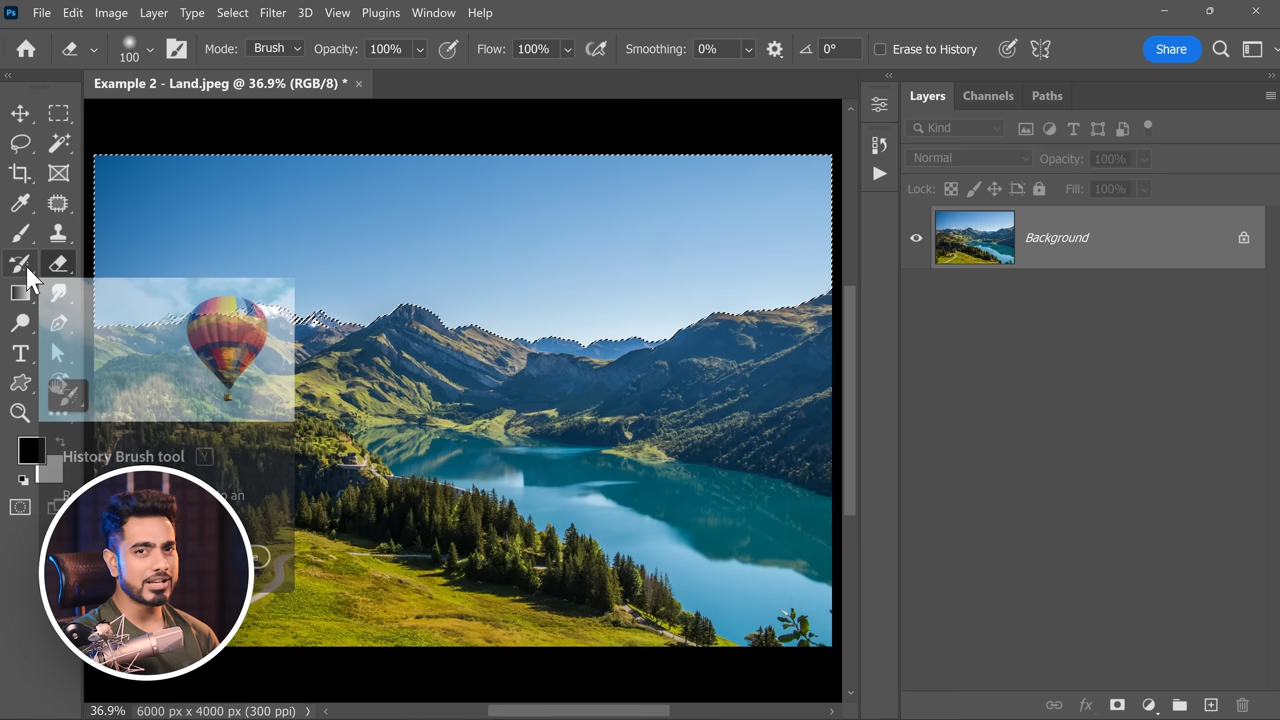 Ps File Edit Image Layer Type Select Filter 3D View Plugins Window Help
100 Mode: Brush Opacity: 100% Flow: 100% Smoothing: 0% 0° Erase to History Share
Example 2 - Land.jpeg @ 36.9% (RGB/8) * ×
Layers Channels Paths
Kind
Normal Opacity: 100%
Lock: Fill: 100%
Background
History Brush tool Y
an
36.9% 6000 px x 4000 px (300 ppi)